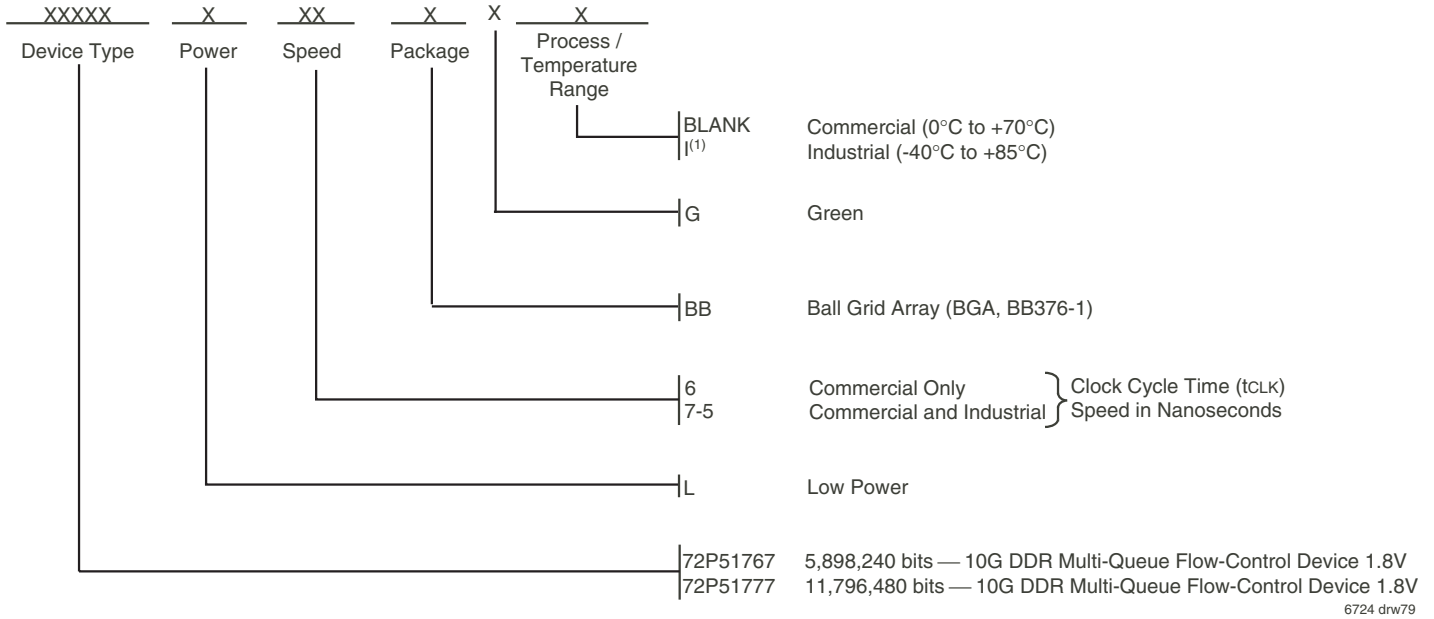 XXXXX X XX X X X
Device Type Power Speed Package Process /
Temperature
Range
BLANK Commercial (0°C to +70°C)
I(1) Industrial (-40°C to +85°C)
G Green
BB Ball Grid Array (BGA, BB376-1)
6 Commercial Only Clock Cycle Time (tCLK)
7-5 Commercial and Industrial Speed in Nanoseconds
L Low Power
72P51767 5,898,240 bits — 10G DDR Multi-Queue Flow-Control Device 1.8V
72P51777 11,796,480 bits — 10G DDR Multi-Queue Flow-Control Device 1.8V
6724 drw79